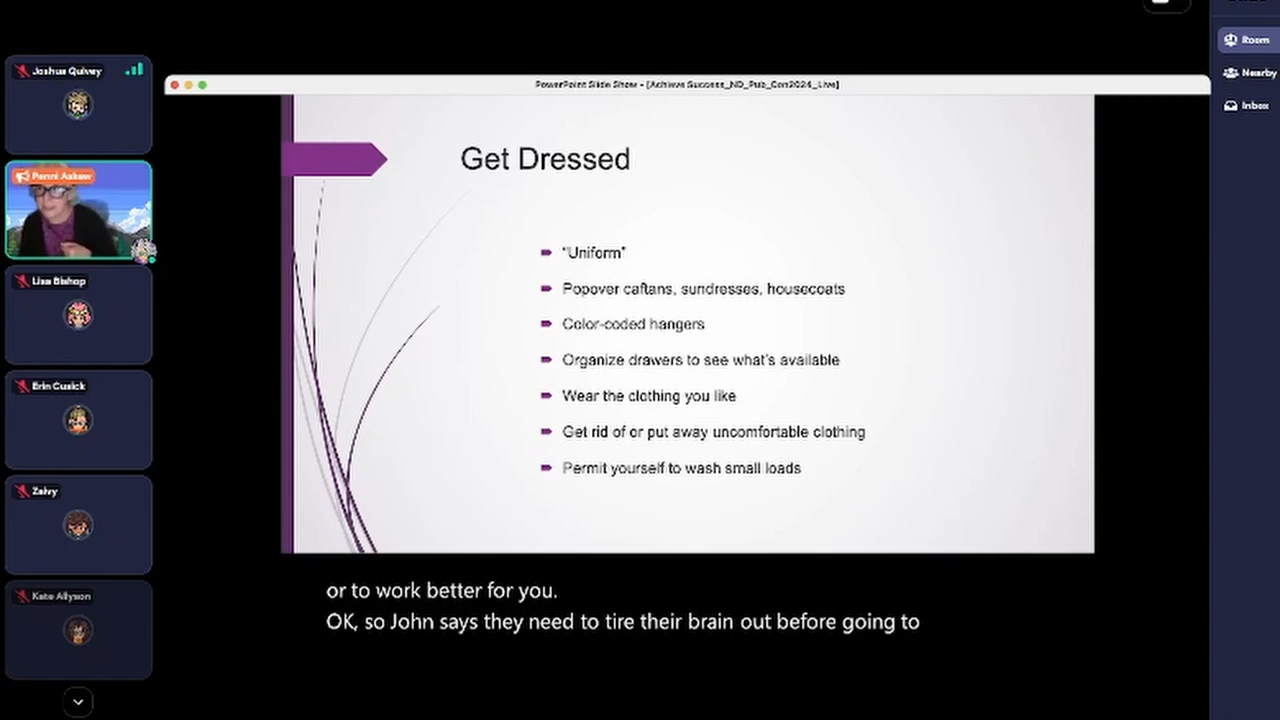 Joshua Quivey
Penni Askew
Lisa Bishop
Erin Cusick
Zalvy
Kate Allyson
PowerPoint Slide Show - [Achieve Success_ND_Pub_Con2024_Live]
Get Dressed
"Uniform"
Popover caftans, sundresses, housecoats
Color-coded hangers
Organize drawers to see what's available
Wear the clothing you like
Get rid of or put away uncomfortable clothing
Permit yourself to wash small loads
or to work better for you.
OK, so John says they need to tire their brain out before going to
Room
Nearby
Inbox